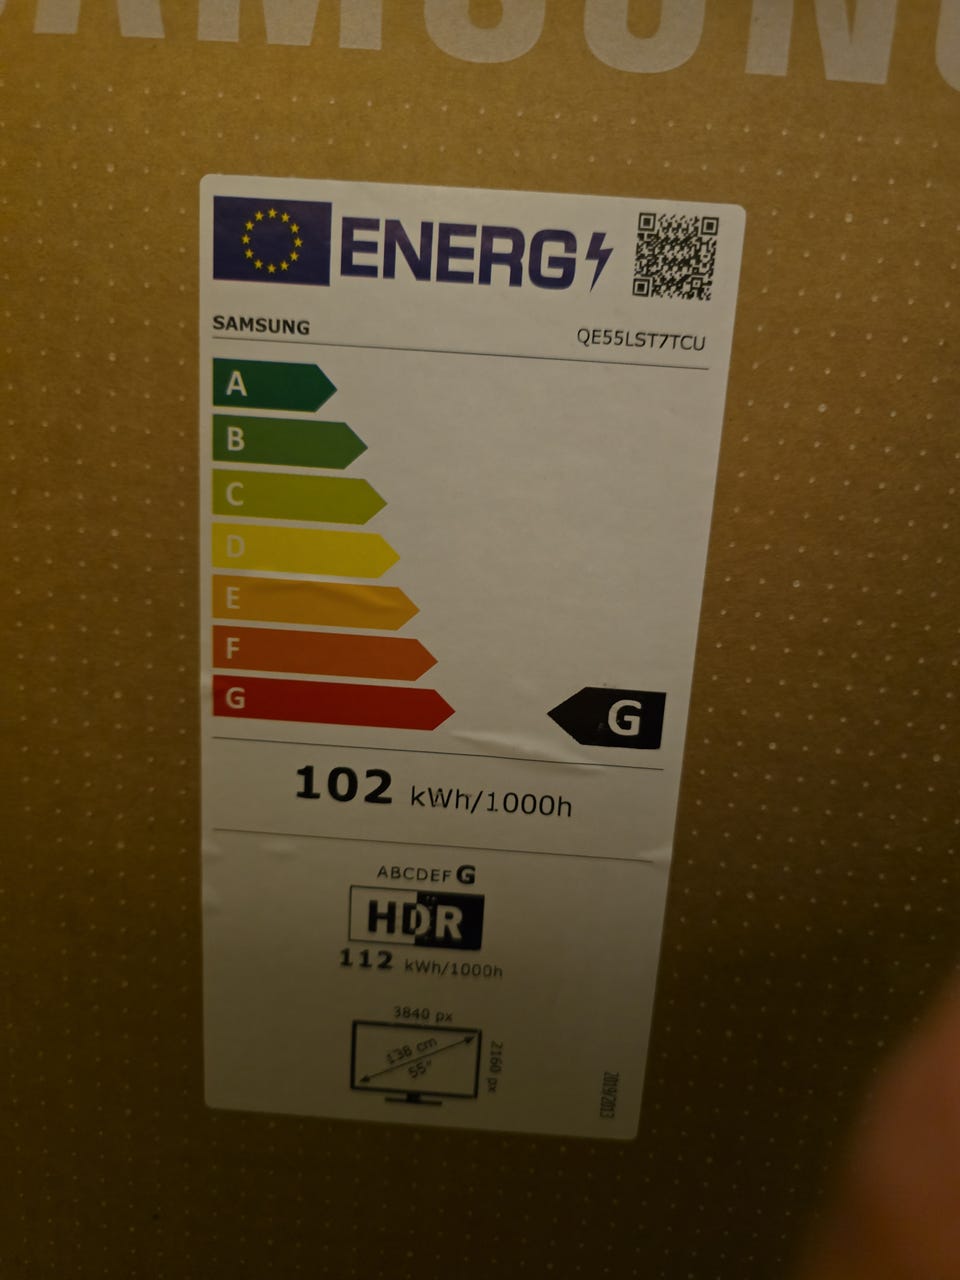 SAMSUNG
ENERG
SAMSUNG QE55LST7TCU
A
B
C
D
E
F
G
G
102 kWh/1000h
ABCDEFG
HDR
112 kWh/1000h
3840 px
138 cm
55"
2160 px
2019/2013